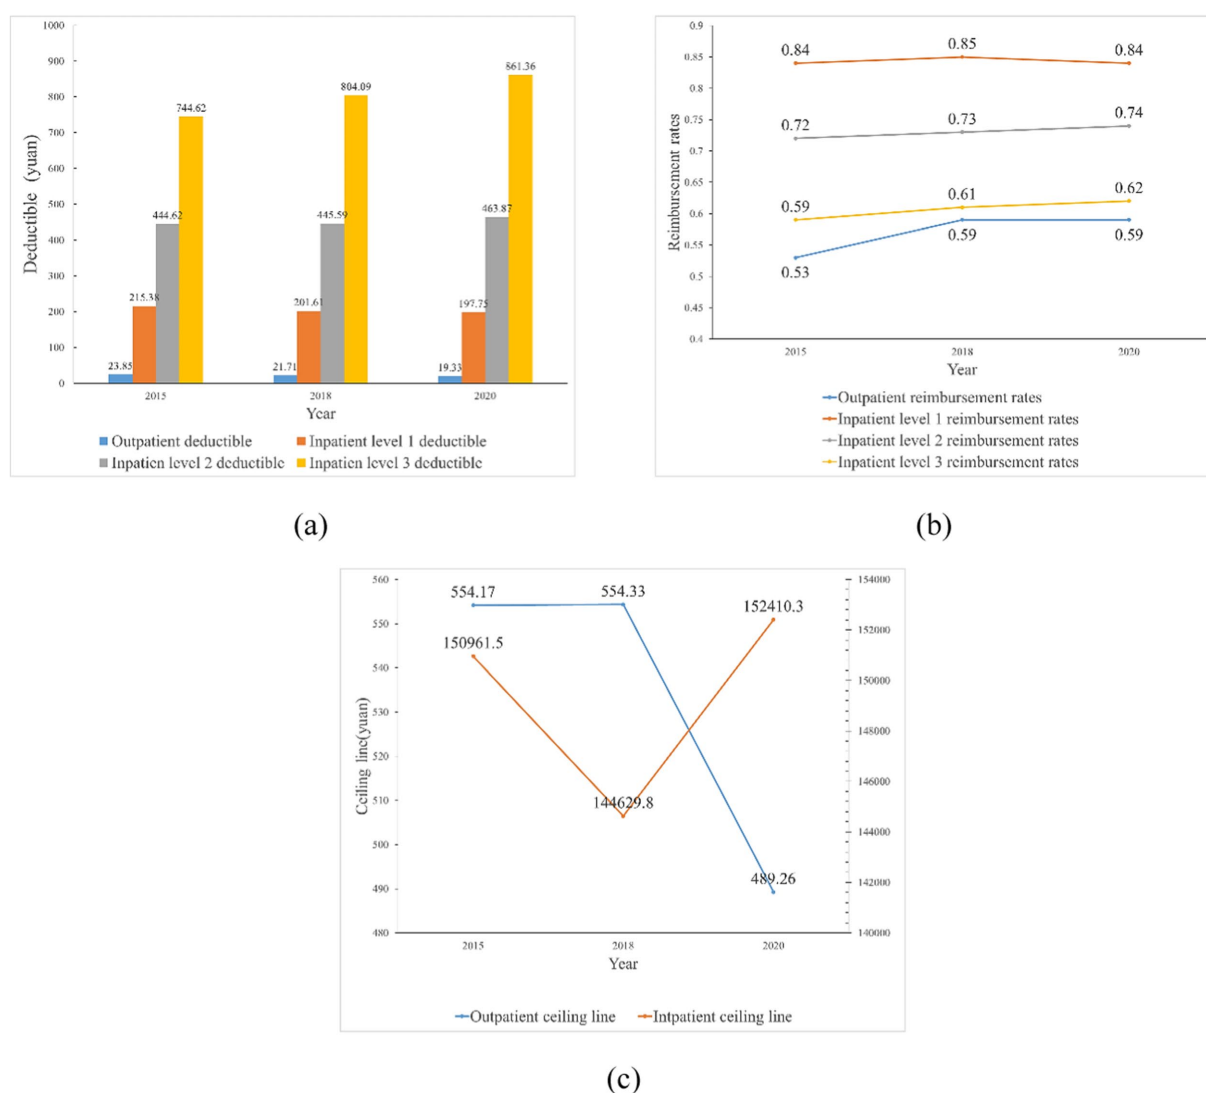 1000
900
800
700
600
500
400
300
200
100
0
Deductible (yuan)
23.85
215.38
444.62
744.62
21.71
201.61
445.59
804.09
19.33
197.75
463.87
861.36
2015 2018 2020
Year
Outpatient deductible Inpatient level 1 deductible
Inpatien level 2 deductible Inpatien level 3 deductible
(a)
0.9
0.85
0.8
0.75
0.7
0.65
0.6
0.55
0.5
0.45
0.4
Reimbursement rates
0.84 0.85 0.84
0.72 0.73 0.74
0.59 0.61 0.62
0.53 0.59 0.59
2015 2018 2020
Year
Outpatient reimbursement rates
Inpatient level 1 reimbursement rates
Inpatient level 2 reimbursement rates
Inpatient level 3 reimbursement rates
(b)
560
550
540
530
520
510
500
490
480
Ceiling line(yuan)
554.17 554.33 489.26
150961.5 144629.8 152410.3
154000
152000
150000
148000
146000
144000
142000
140000
2015 2018 2020
Year
Outpatient ceiling line Intpatient ceiling line
(c)